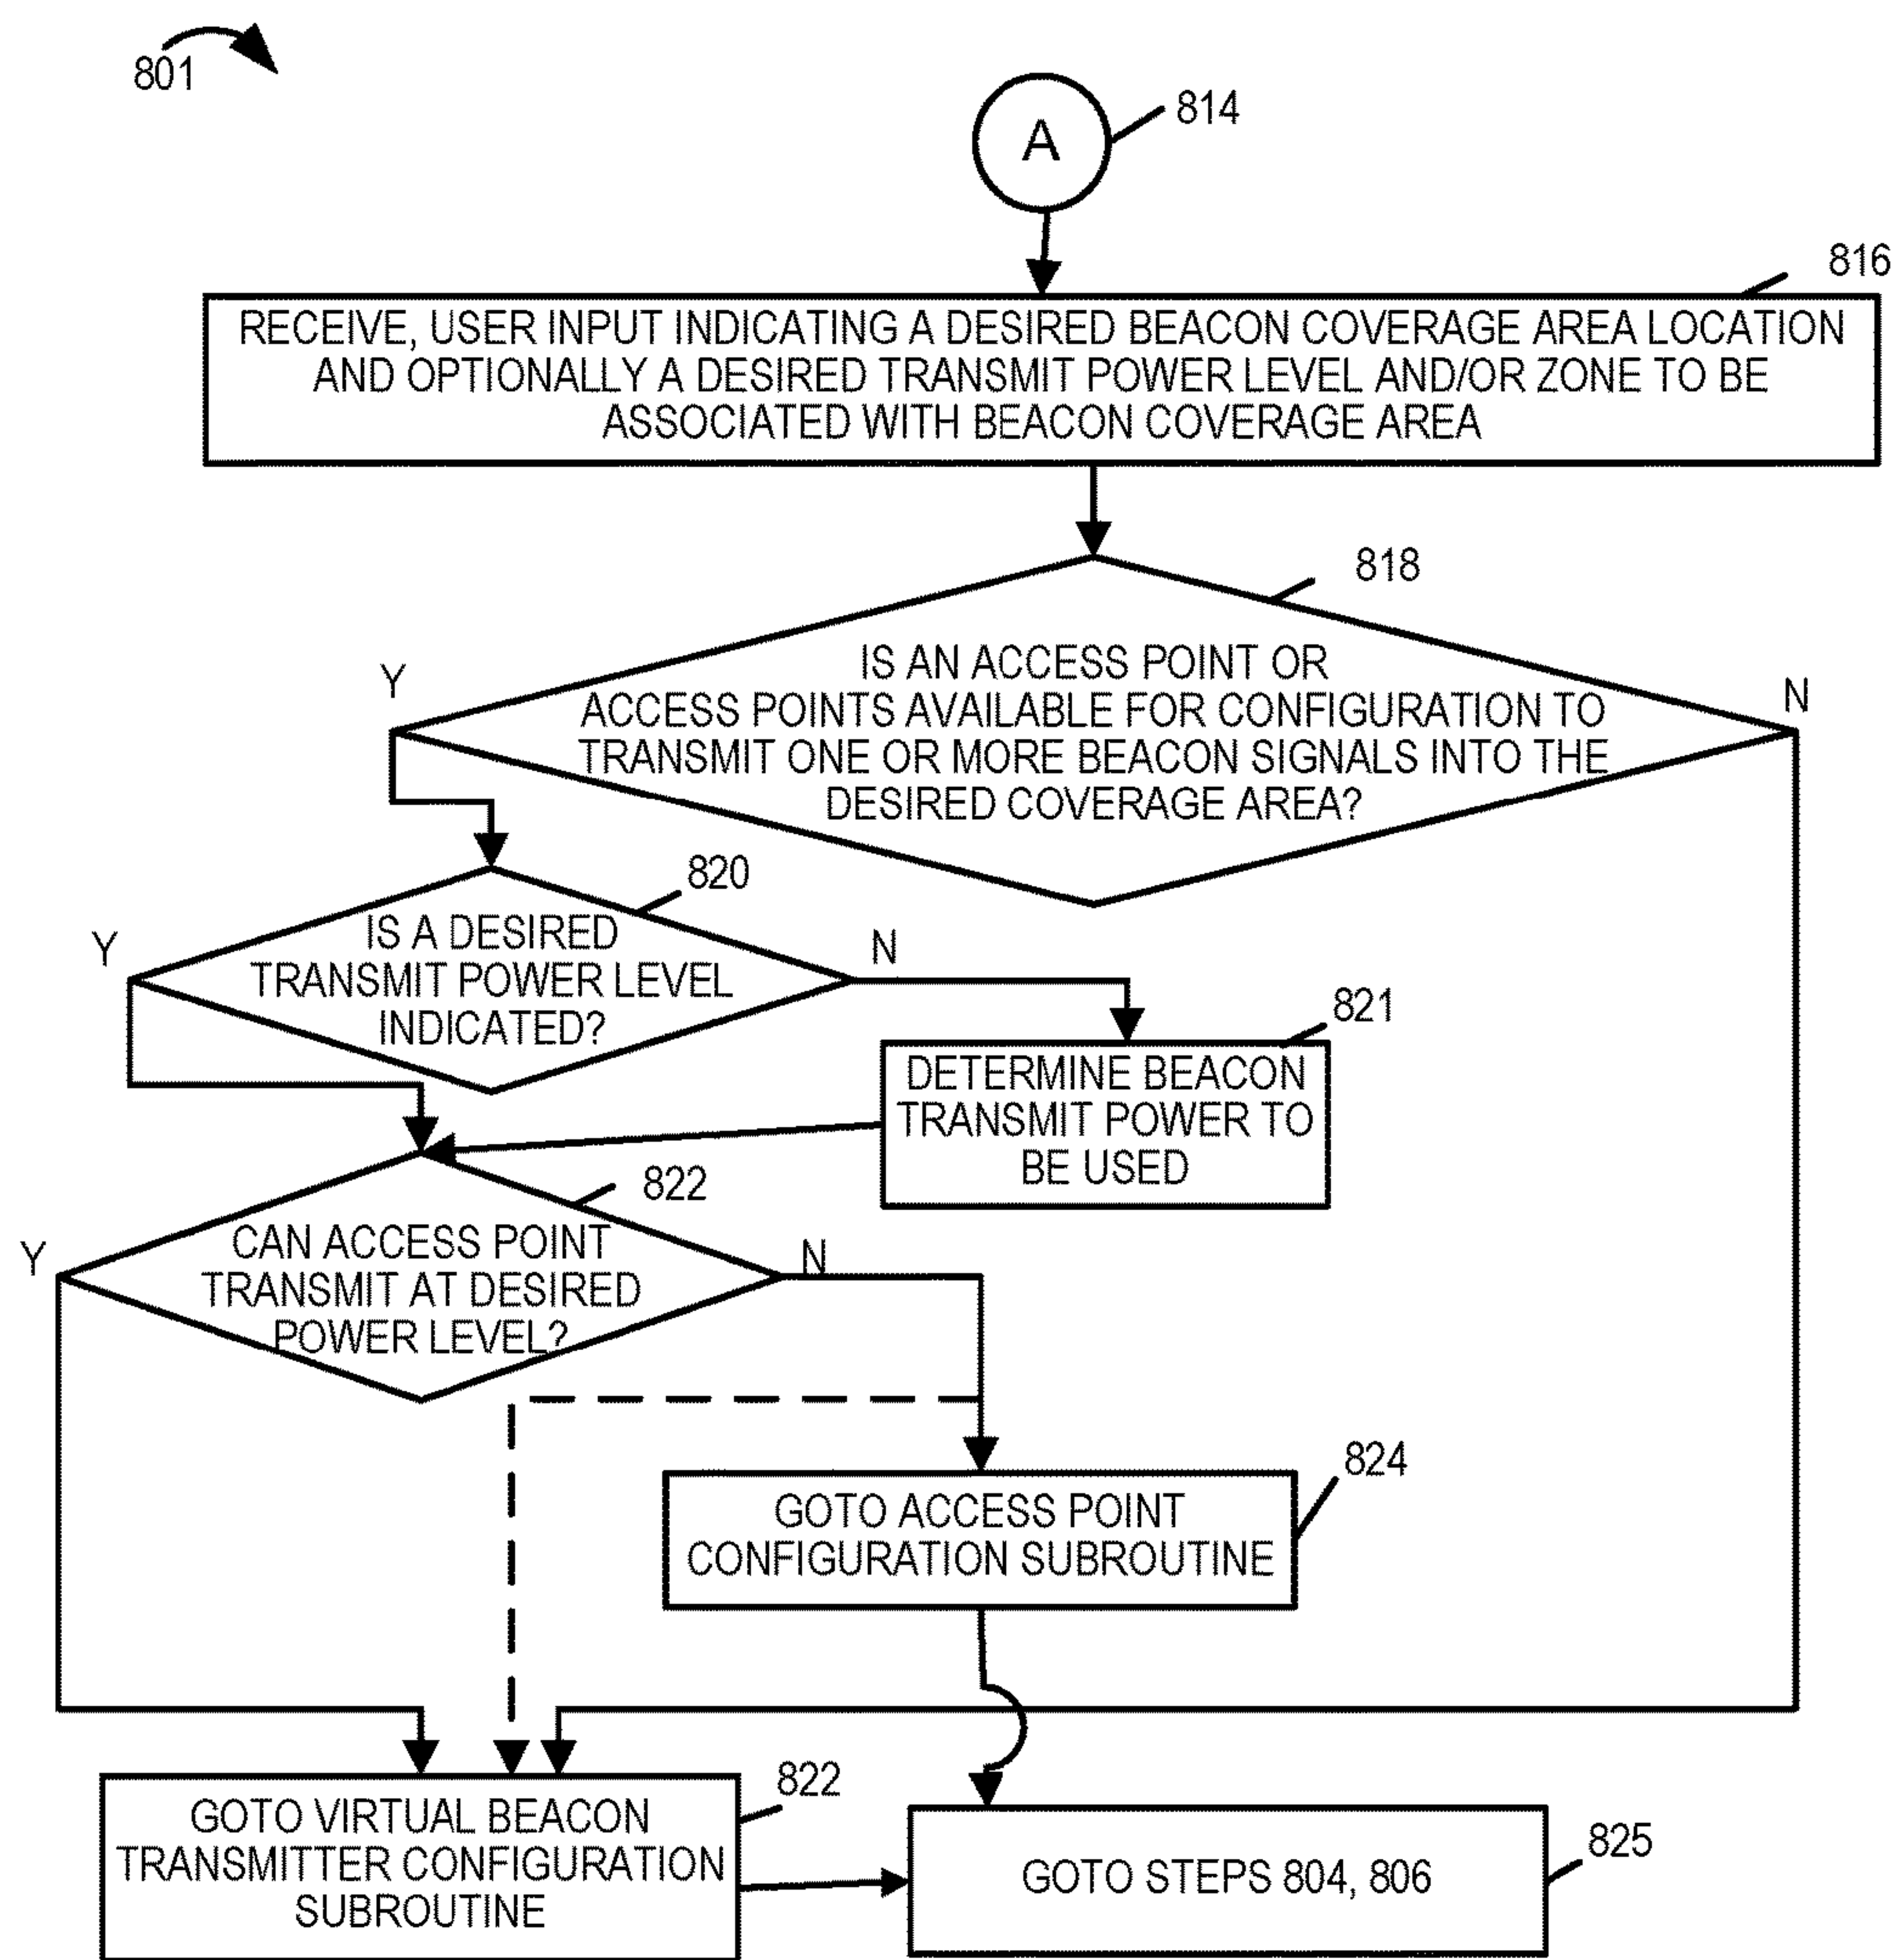 801
A
814
816
RECEIVE, USER INPUT INDICATING A DESIRED BEACON COVERAGE AREA LOCATION
AND OPTIONALLY A DESIRED TRANSMIT POWER LEVEL AND/OR ZONE TO BE
ASSOCIATED WITH BEACON COVERAGE AREA
818
IS AN ACCESS POINT OR
ACCESS POINTS AVAILABLE FOR CONFIGURATION TO
TRANSMIT ONE OR MORE BEACON SIGNALS INTO THE
DESIRED COVERAGE AREA?
Y
N
820
IS A DESIRED
TRANSMIT POWER LEVEL
INDICATED?
Y
N
821
DETERMINE BEACON
TRANSMIT POWER TO
BE USED
822
CAN ACCESS POINT
TRANSMIT AT DESIRED
POWER LEVEL?
Y
N
824
GOTO ACCESS POINT
CONFIGURATION SUBROUTINE
822
GOTO VIRTUAL BEACON
TRANSMITTER CONFIGURATION
SUBROUTINE
825
GOTO STEPS 804, 806